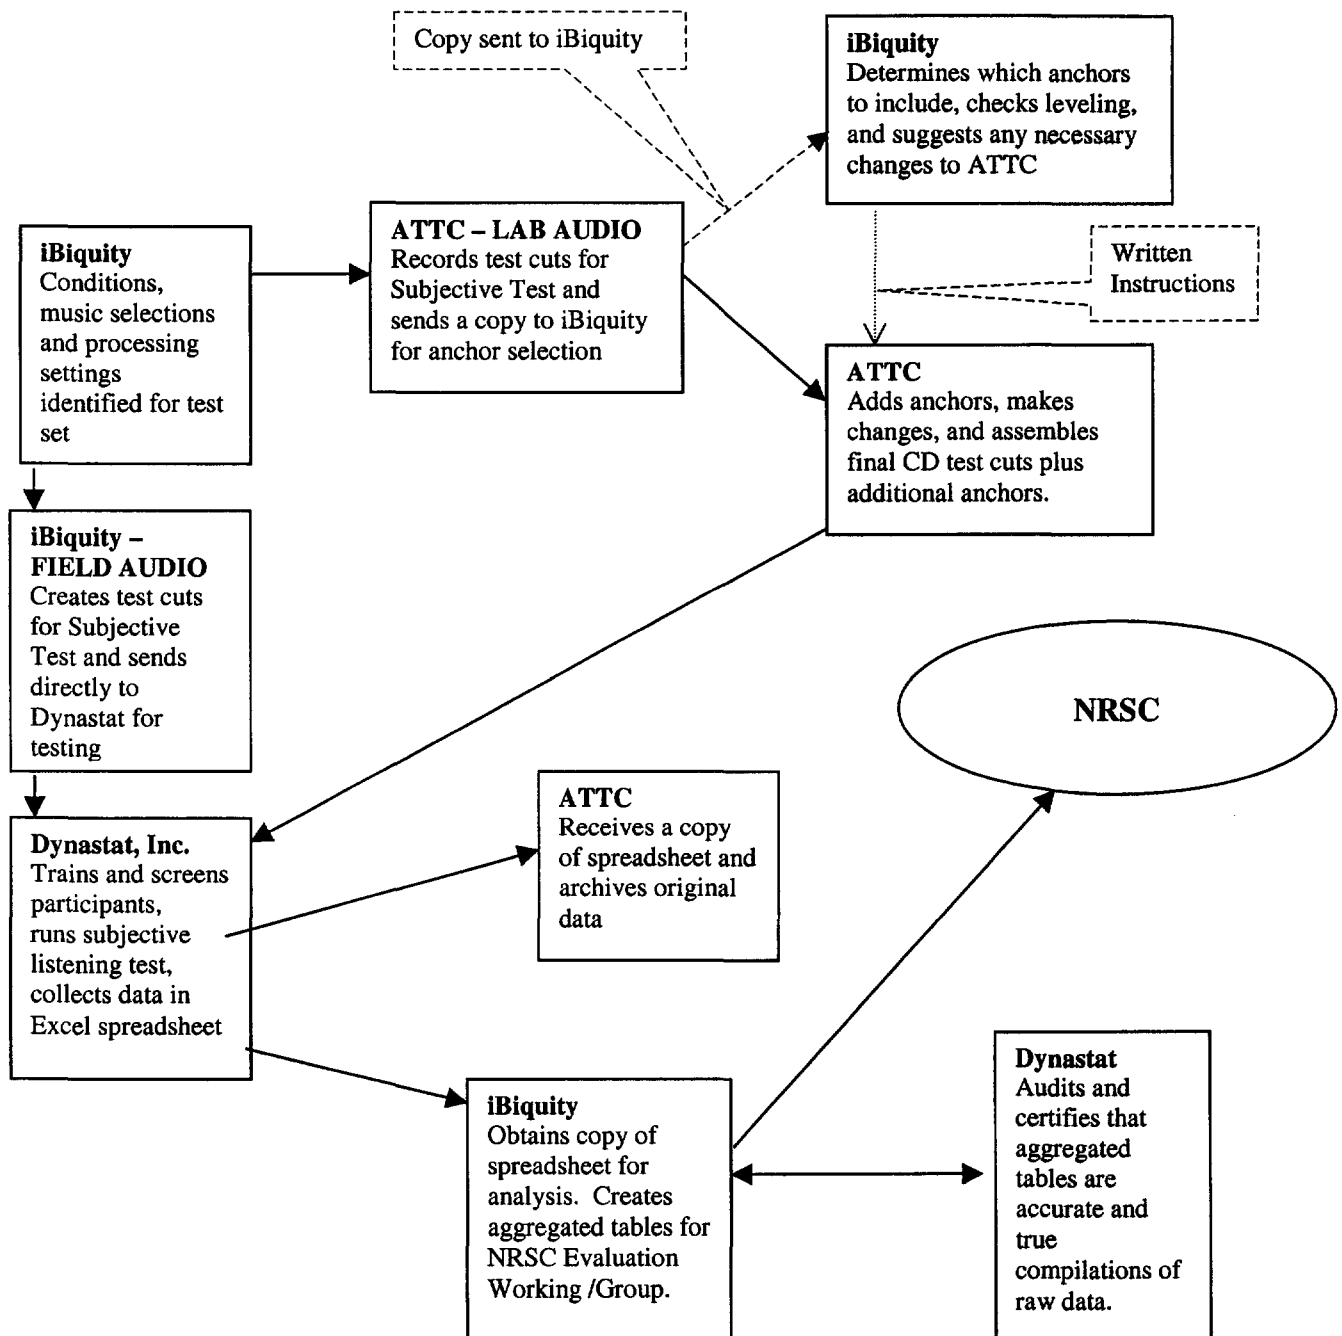 Copy sent to iBiquity
iBiquity
Determines which anchors
to include, checks leveling,
and suggests any necessary
changes to ATTC
iBiquity
Conditions,
music selections
and processing
settings
identified for test
set
ATTC – LAB AUDIO
Records test cuts for
Subjective Test and
sends a copy to iBiquity
for anchor selection
Written
Instructions
ATTC
Adds anchors, makes
changes, and assembles
final CD test cuts plus
additional anchors.
iBiquity –
FIELD AUDIO
Creates test cuts
for Subjective
Test and sends
directly to
Dynastat for
testing
NRSC
Dynastat, Inc.
Trains and screens
participants,
runs subjective
listening test,
collects data in
Excel spreadsheet
ATTC
Receives a copy
of spreadsheet and
archives original
data
iBiquity
Obtains copy of
spreadsheet for
analysis. Creates
aggregated tables for
NRSC Evaluation
Working /Group.
Dynastat
Audits and
certifies that
aggregated
tables are
accurate and
true
compilations of
raw data.